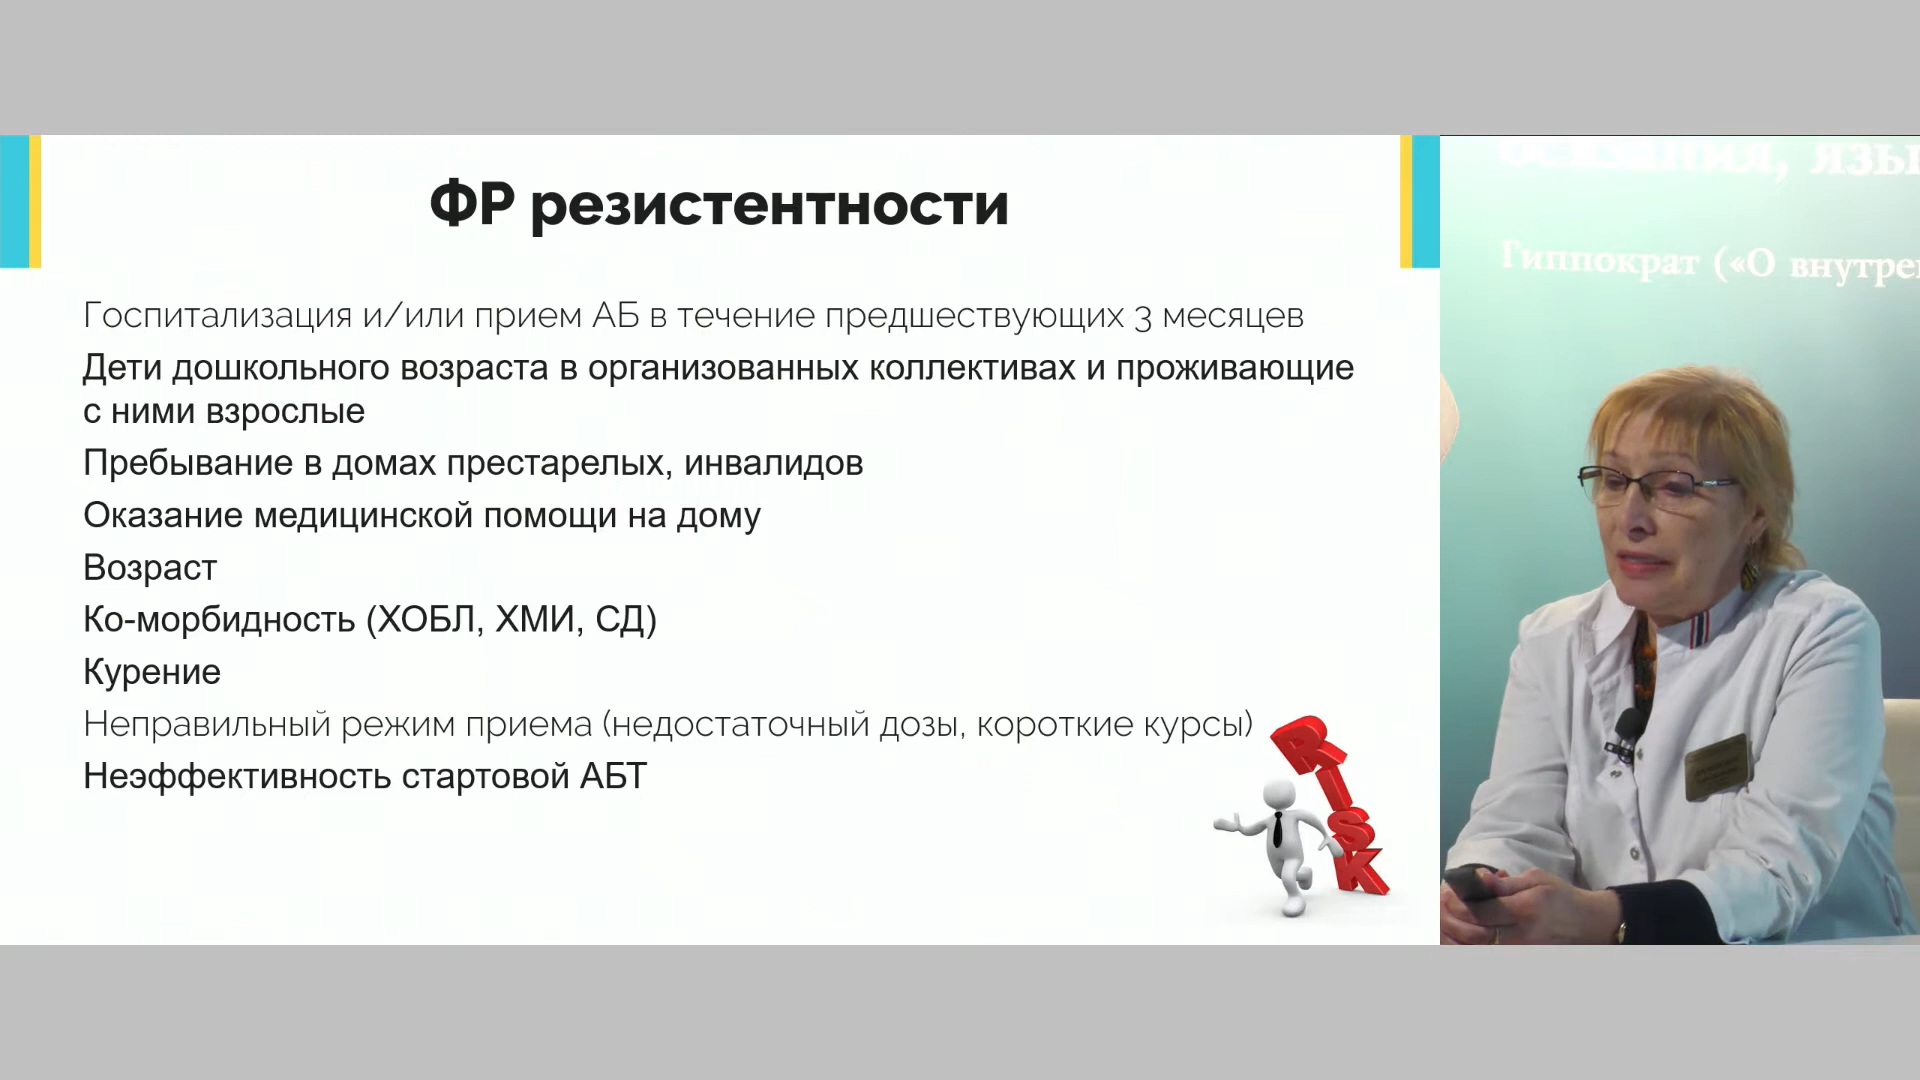 ФР резистентности
Госпитализация и/или прием АБ в течение предшествующих 3 месяцев
Дети дошкольного возраста в организованных коллективах и проживающие
с ними взрослые
Пребывание в домах престарелых, инвалидов
Оказание медицинской помощи на дому
Возраст
Ко-морбидность (ХОБЛ, ХМИ, СД)
Курение
Неправильный режим приема (недостаточный дозы, короткие курсы)
Неэффективность стартовой АБТ
RISK
язы
Гиппократ («О внутрен